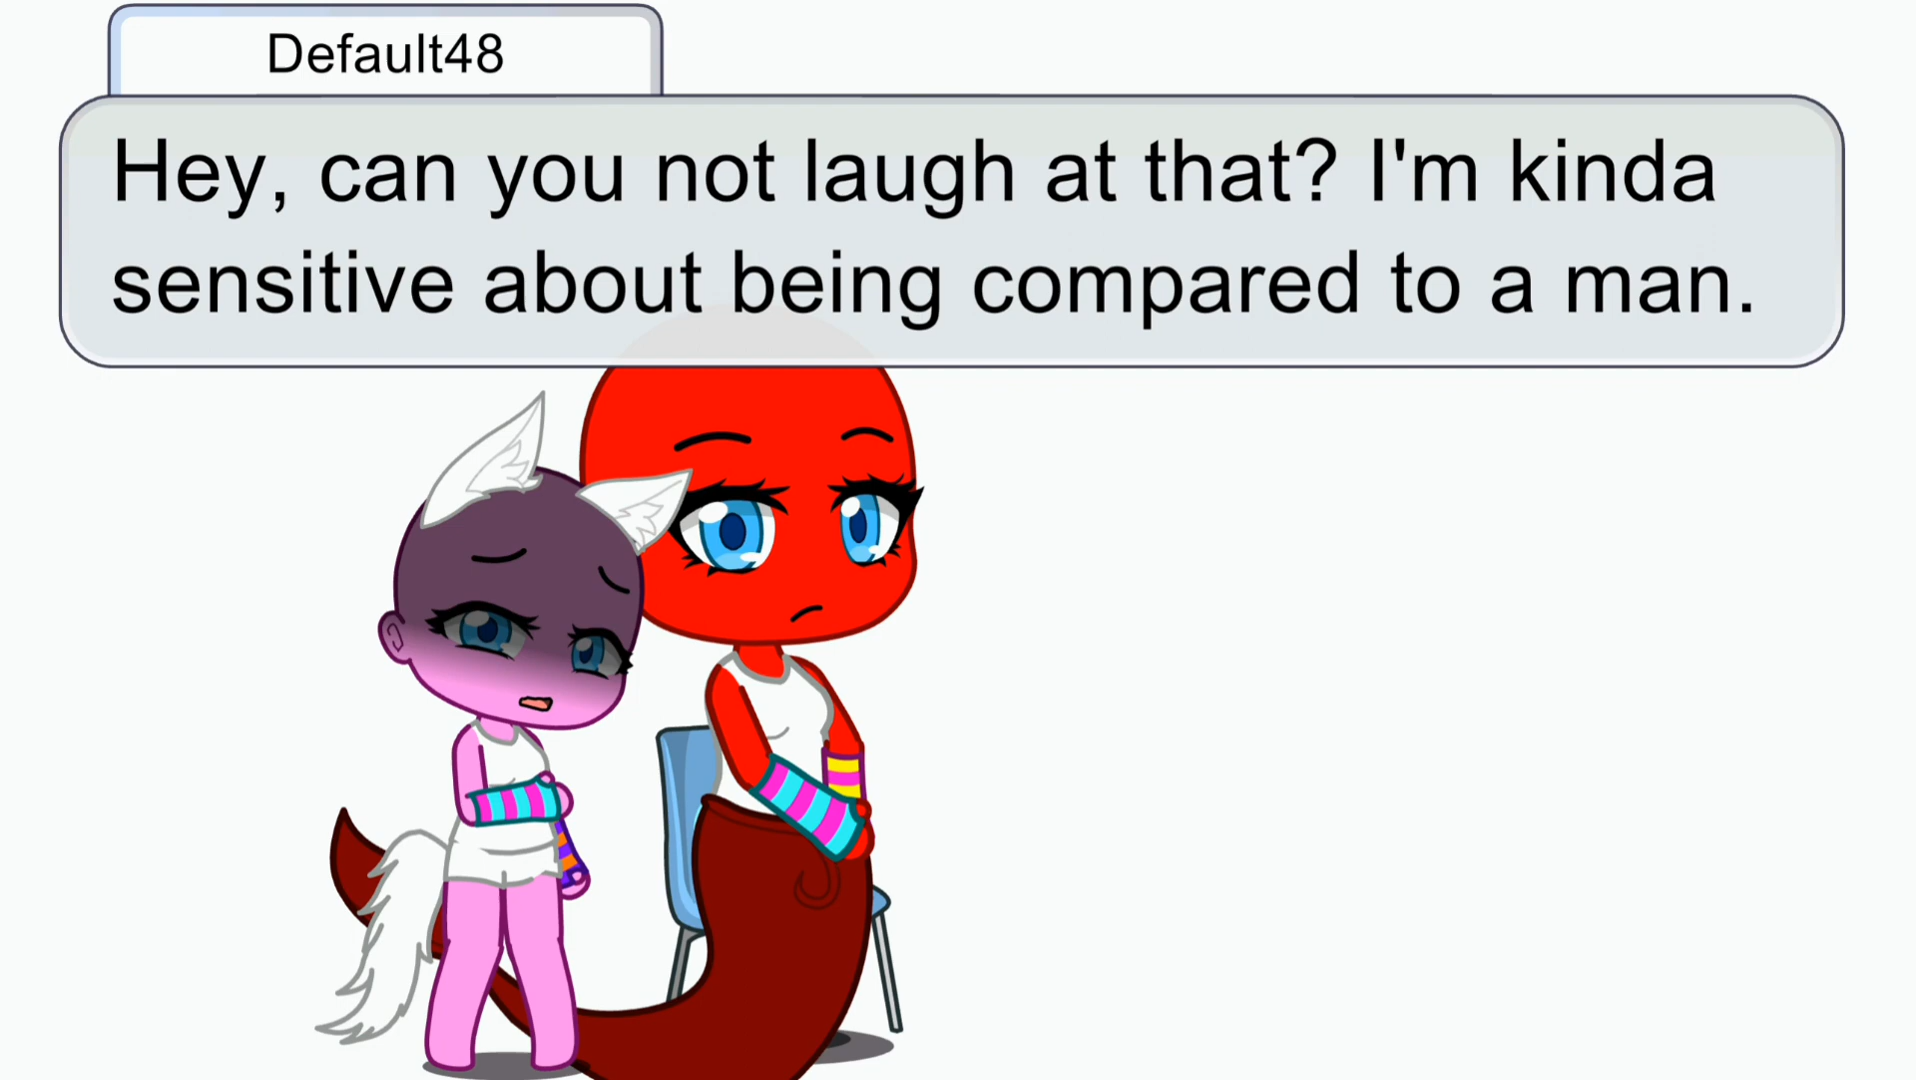 Default48
Hey, can you not laugh at that? I'm kinda
sensitive about being compared to a man.